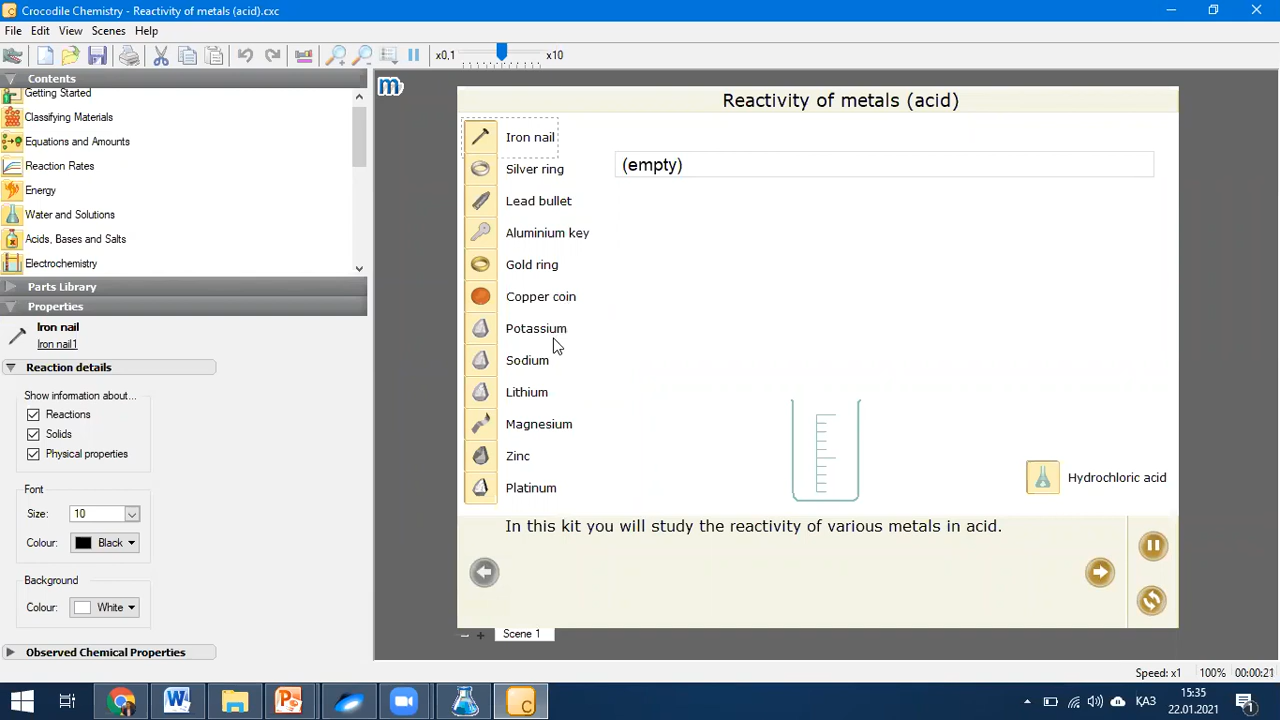 Crocodile Chemistry - Reactivity of metals (acid).cxc
File Edit View Scenes Help
x0.1 x10
Contents
Getting Started
Classifying Materials
Equations and Amounts
Reaction Rates
Energy
Water and Solutions
Acids, Bases and Salts
Electrochemistry
Parts Library
Properties
Iron nail
Iron nail1
Reaction details
Show information about...
Reactions
Solids
Physical properties
Font
Size: 10
Colour: Black
Background
Colour: White
Observed Chemical Properties
m
Reactivity of metals (acid)
Iron nail
Silver ring
Lead bullet
Aluminium key
Gold ring
Copper coin
Potassium
Sodium
Lithium
Magnesium
Zinc
Platinum
(empty)
Hydrochloric acid
In this kit you will study the reactivity of various metals in acid.
Scene 1
Speed: x1 100% 00:00:21
КАЗ
15:35
22.01.2021
1